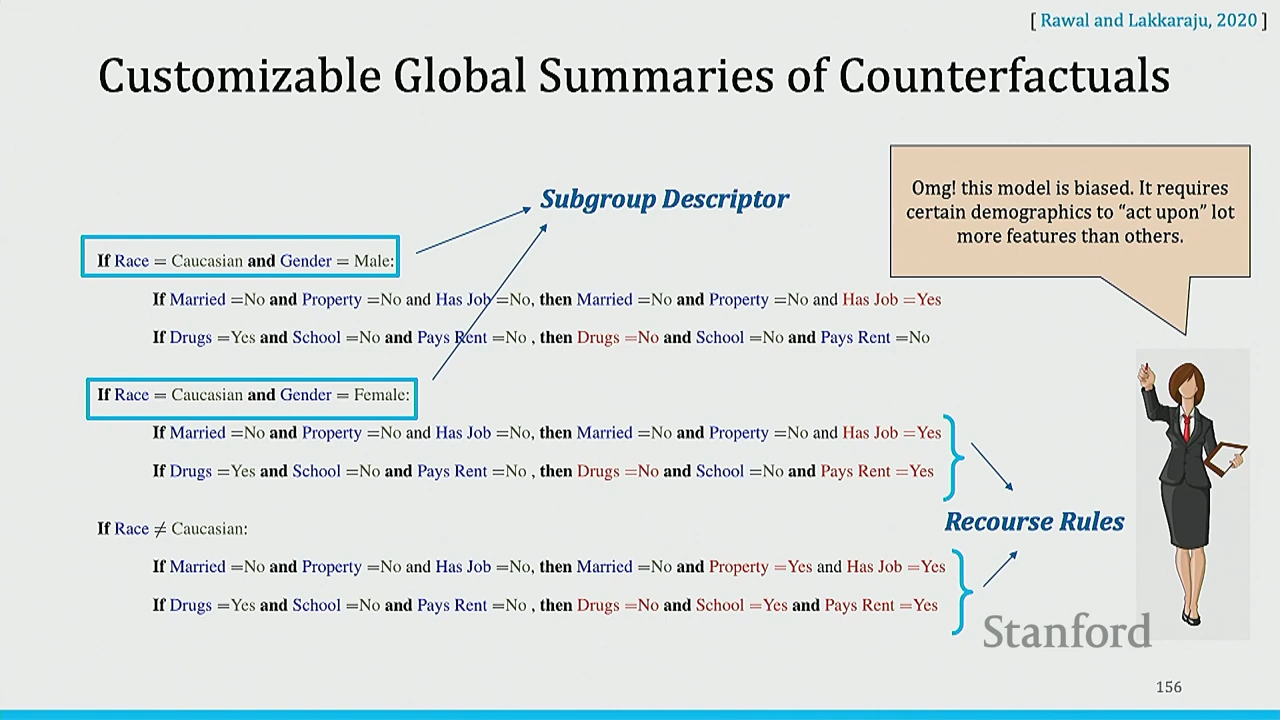 [ Rawal and Lakkaraju, 2020 ]
Customizable Global Summaries of Counterfactuals
Subgroup Descriptor
Omg! this model is biased. It requires
certain demographics to “act upon” lot
more features than others.
If Race = Caucasian and Gender = Male:
If Married =No and Property =No and Has Job =No, then Married =No and Property =No and Has Job =Yes
If Drugs =Yes and School =No and Pays Rent =No , then Drugs =No and School =No and Pays Rent =No
If Race = Caucasian and Gender = Female:
If Married =No and Property =No and Has Job =No, then Married =No and Property =No and Has Job =Yes
If Drugs =Yes and School =No and Pays Rent =No , then Drugs =No and School =No and Pays Rent =Yes
Recourse Rules
If Race ≠ Caucasian:
If Married =No and Property =No and Has Job =No, then Married =No and Property =Yes and Has Job =Yes
If Drugs =Yes and School =No and Pays Rent =No , then Drugs =No and School =Yes and Pays Rent =Yes
Stanford
156